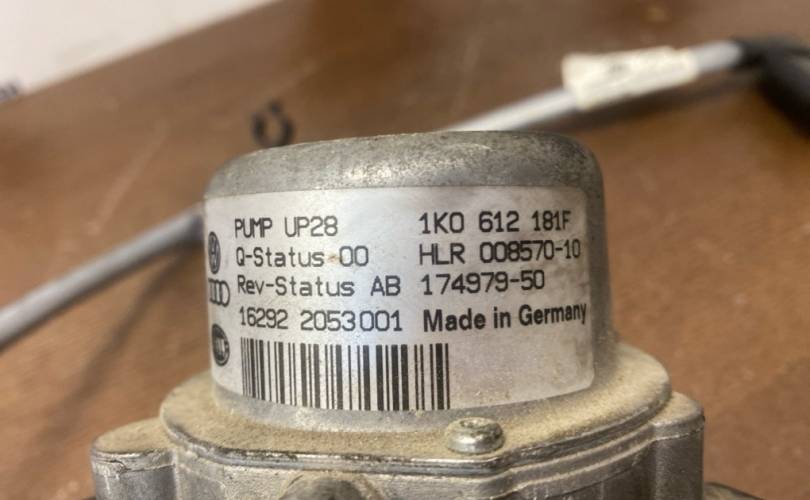 PUMP UP28 1K0 612 181F
Q-Status 00 HLR 008570-10
Rev-Status AB 174979-50
16292 2053001 Made in Germany